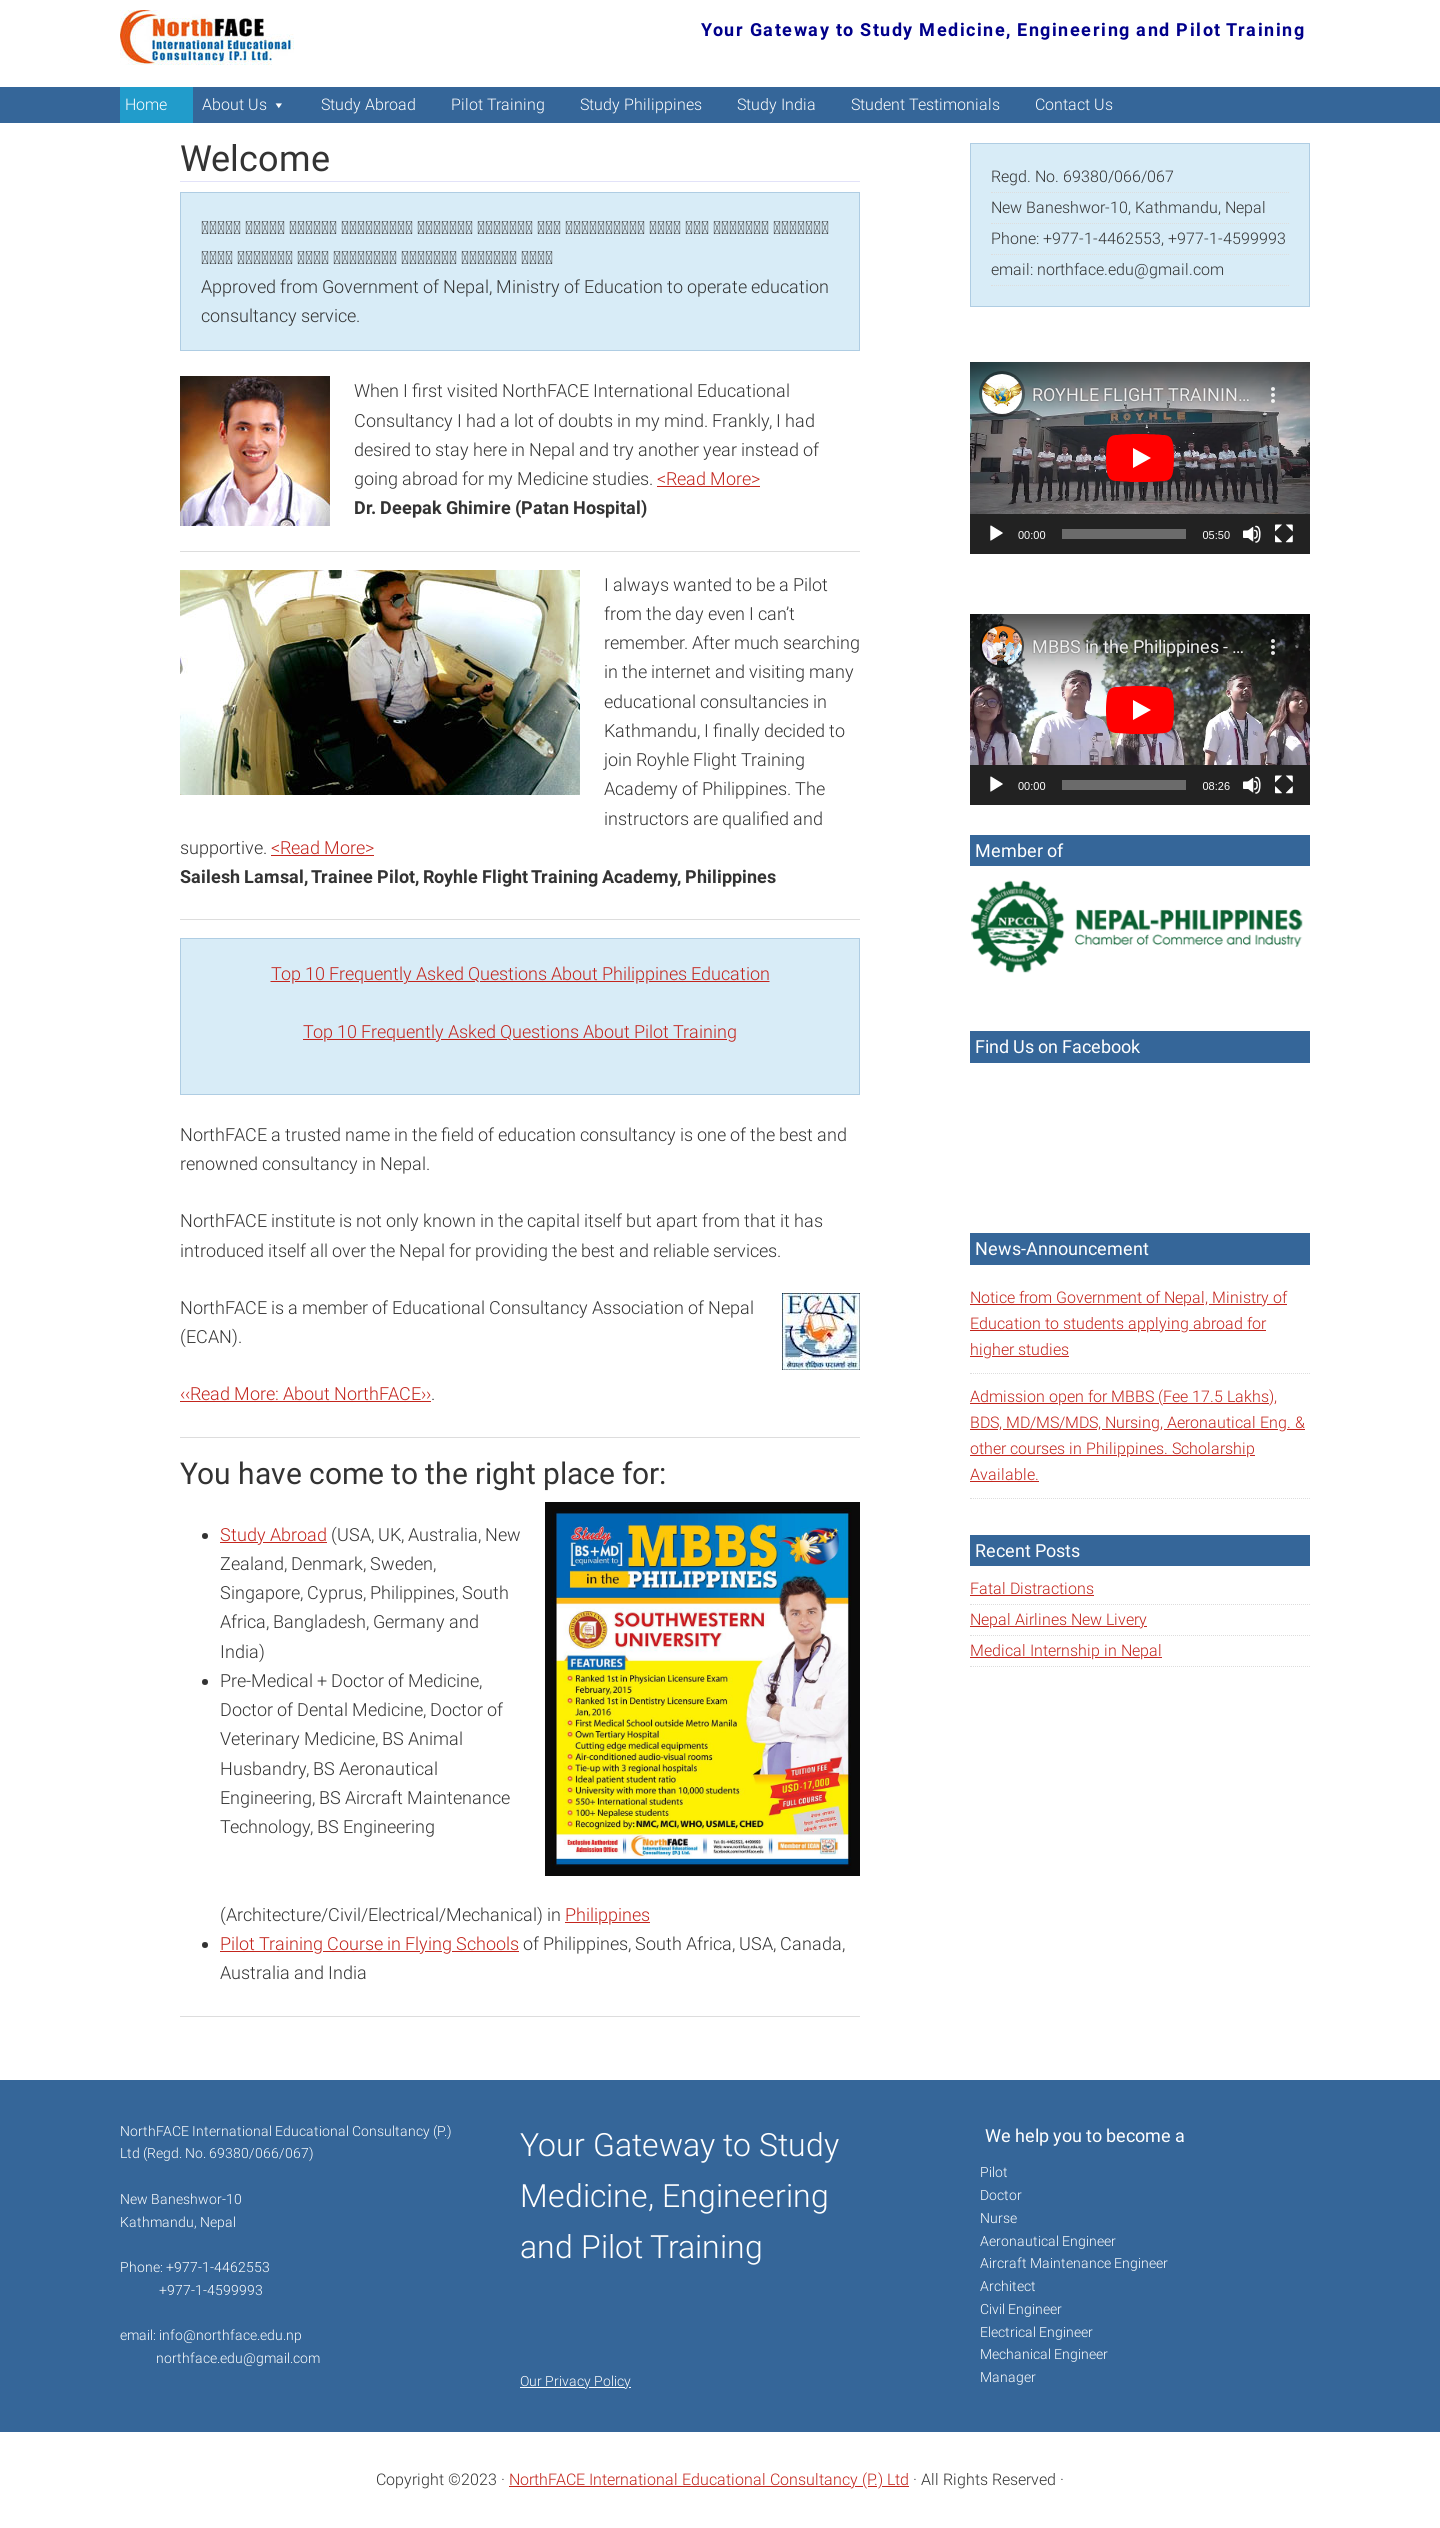 NorthFACE
International Educational
Consultancy [P.] Ltd.
Your Gateway to Study Medicine, Engineering and Pilot Training
Home
About Us
Study Abroad
Pilot Training
Study Philippines
Study India
Student Testimonials
Contact Us
Welcome
Approved from Government of Nepal, Ministry of Education to operate education
consultancy service.
When I first visited NorthFACE International Educational
Consultancy I had a lot of doubts in my mind. Frankly, I had
desired to stay here in Nepal and try another year instead of
going abroad for my Medicine studies. <Read More>
Dr. Deepak Ghimire (Patan Hospital)
I always wanted to be a Pilot
from the day even I can’t
remember. After much searching
in the internet and visiting many
educational consultancies in
Kathmandu, I finally decided to
join Royhle Flight Training
Academy of Philippines. The
instructors are qualified and
supportive. <Read More>
Sailesh Lamsal, Trainee Pilot, Royhle Flight Training Academy, Philippines
Top 10 Frequently Asked Questions About Philippines Education
Top 10 Frequently Asked Questions About Pilot Training
NorthFACE a trusted name in the field of education consultancy is one of the best and
renowned consultancy in Nepal.
NorthFACE institute is not only known in the capital itself but apart from that it has
introduced itself all over the Nepal for providing the best and reliable services.
NorthFACE is a member of Educational Consultancy Association of Nepal
(ECAN).
ECAN
नेपाल शैक्षिक परामर्श संघ
‹‹Read More: About NorthFACE››.
You have come to the right place for:
Study Abroad (USA, UK, Australia, New
Zealand, Denmark, Sweden,
Singapore, Cyprus, Philippines, South
Africa, Bangladesh, Germany and
India)
Pre-Medical + Doctor of Medicine,
Doctor of Dental Medicine, Doctor of
Veterinary Medicine, BS Animal
Husbandry, BS Aeronautical
Engineering, BS Aircraft Maintenance
Technology, BS Engineering
(Architecture/Civil/Electrical/Mechanical) in Philippines
Pilot Training Course in Flying Schools of Philippines, South Africa, USA, Canada,
Australia and India
Study
[BS+MD]
equivalent to
MBBS
in the PHILIPPINES
SOUTHWESTERN
UNIVERSITY
FEATURES
Ranked 1st in Physician Licensure Exam
February, 2015
Ranked 1st in Dentistry Licensure Exam
Jan, 2016
First Medical School outside Metro Manila
Own Tertiary Hospital
Cutting edge medical equipments
Air-conditioned audio-visual rooms
Tie-up with 3 regional hospitals
Ideal patient student ratio
University with more than 10,000 students
550+ International students
100+ Nepalese students
Recognized by: NMC, MCI, WHO, USMLE, CHED
TUITION FEE
USD-17,000
FULL COURSE
Exclusive Authorized
Admission Office
NorthFACE
International Educational
Consultancy (P.) Ltd.
Member of ECAN
Regd. No. 69380/066/067
New Baneshwor-10, Kathmandu, Nepal
Phone: +977-1-4462553, +977-1-4599993
email: northface.edu@gmail.com
ROYHLE FLIGHT TRAININ...
ROYHLE
00:00
05:50
MBBS in the Philippines - ...
00:00
08:26
Member of
NPCCI
NEPAL-PHILIPPINES
Chamber of Commerce and Industry
Find Us on Facebook
News-Announcement
Notice from Government of Nepal, Ministry of
Education to students applying abroad for
higher studies
Admission open for MBBS (Fee 17.5 Lakhs),
BDS, MD/MS/MDS, Nursing, Aeronautical Eng. &
other courses in Philippines. Scholarship
Available.
Recent Posts
Fatal Distractions
Nepal Airlines New Livery
Medical Internship in Nepal
NorthFACE International Educational Consultancy (P.)
Ltd (Regd. No. 69380/066/067)
New Baneshwor-10
Kathmandu, Nepal
Phone: +977-1-4462553
+977-1-4599993
email: info@northface.edu.np
northface.edu@gmail.com
Your Gateway to Study
Medicine, Engineering
and Pilot Training
Our Privacy Policy
We help you to become a
Pilot
Doctor
Nurse
Aeronautical Engineer
Aircraft Maintenance Engineer
Architect
Civil Engineer
Electrical Engineer
Mechanical Engineer
Manager
Copyright ©2023 · NorthFACE International Educational Consultancy (P.) Ltd · All Rights Reserved ·